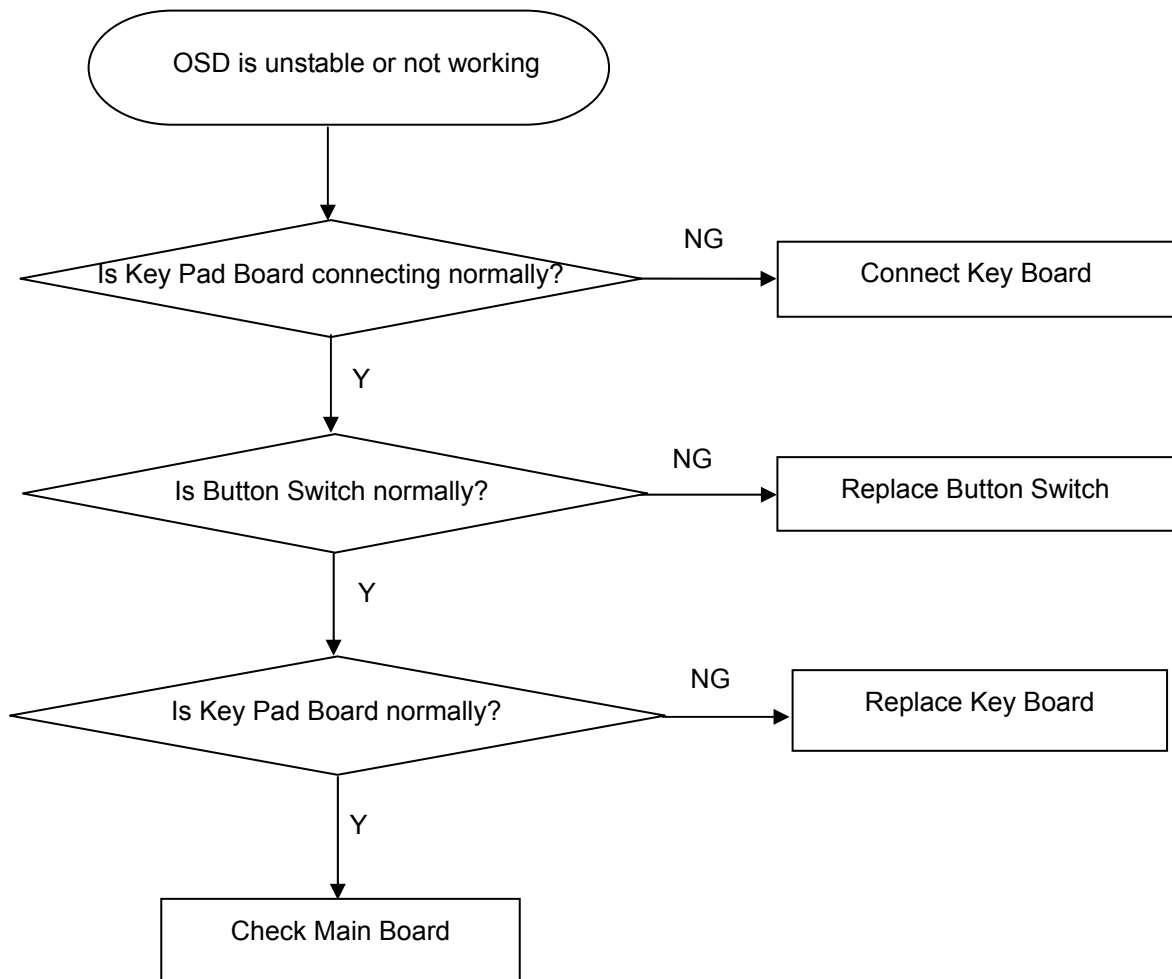 OSD is unstable or not working
NG
Is Key Pad Board connecting normally?
Connect Key Board
Y
NG
Is Button Switch normally?
Replace Button Switch
Y
NG
Is Key Pad Board normally?
Replace Key Board
Y
Check Main Board